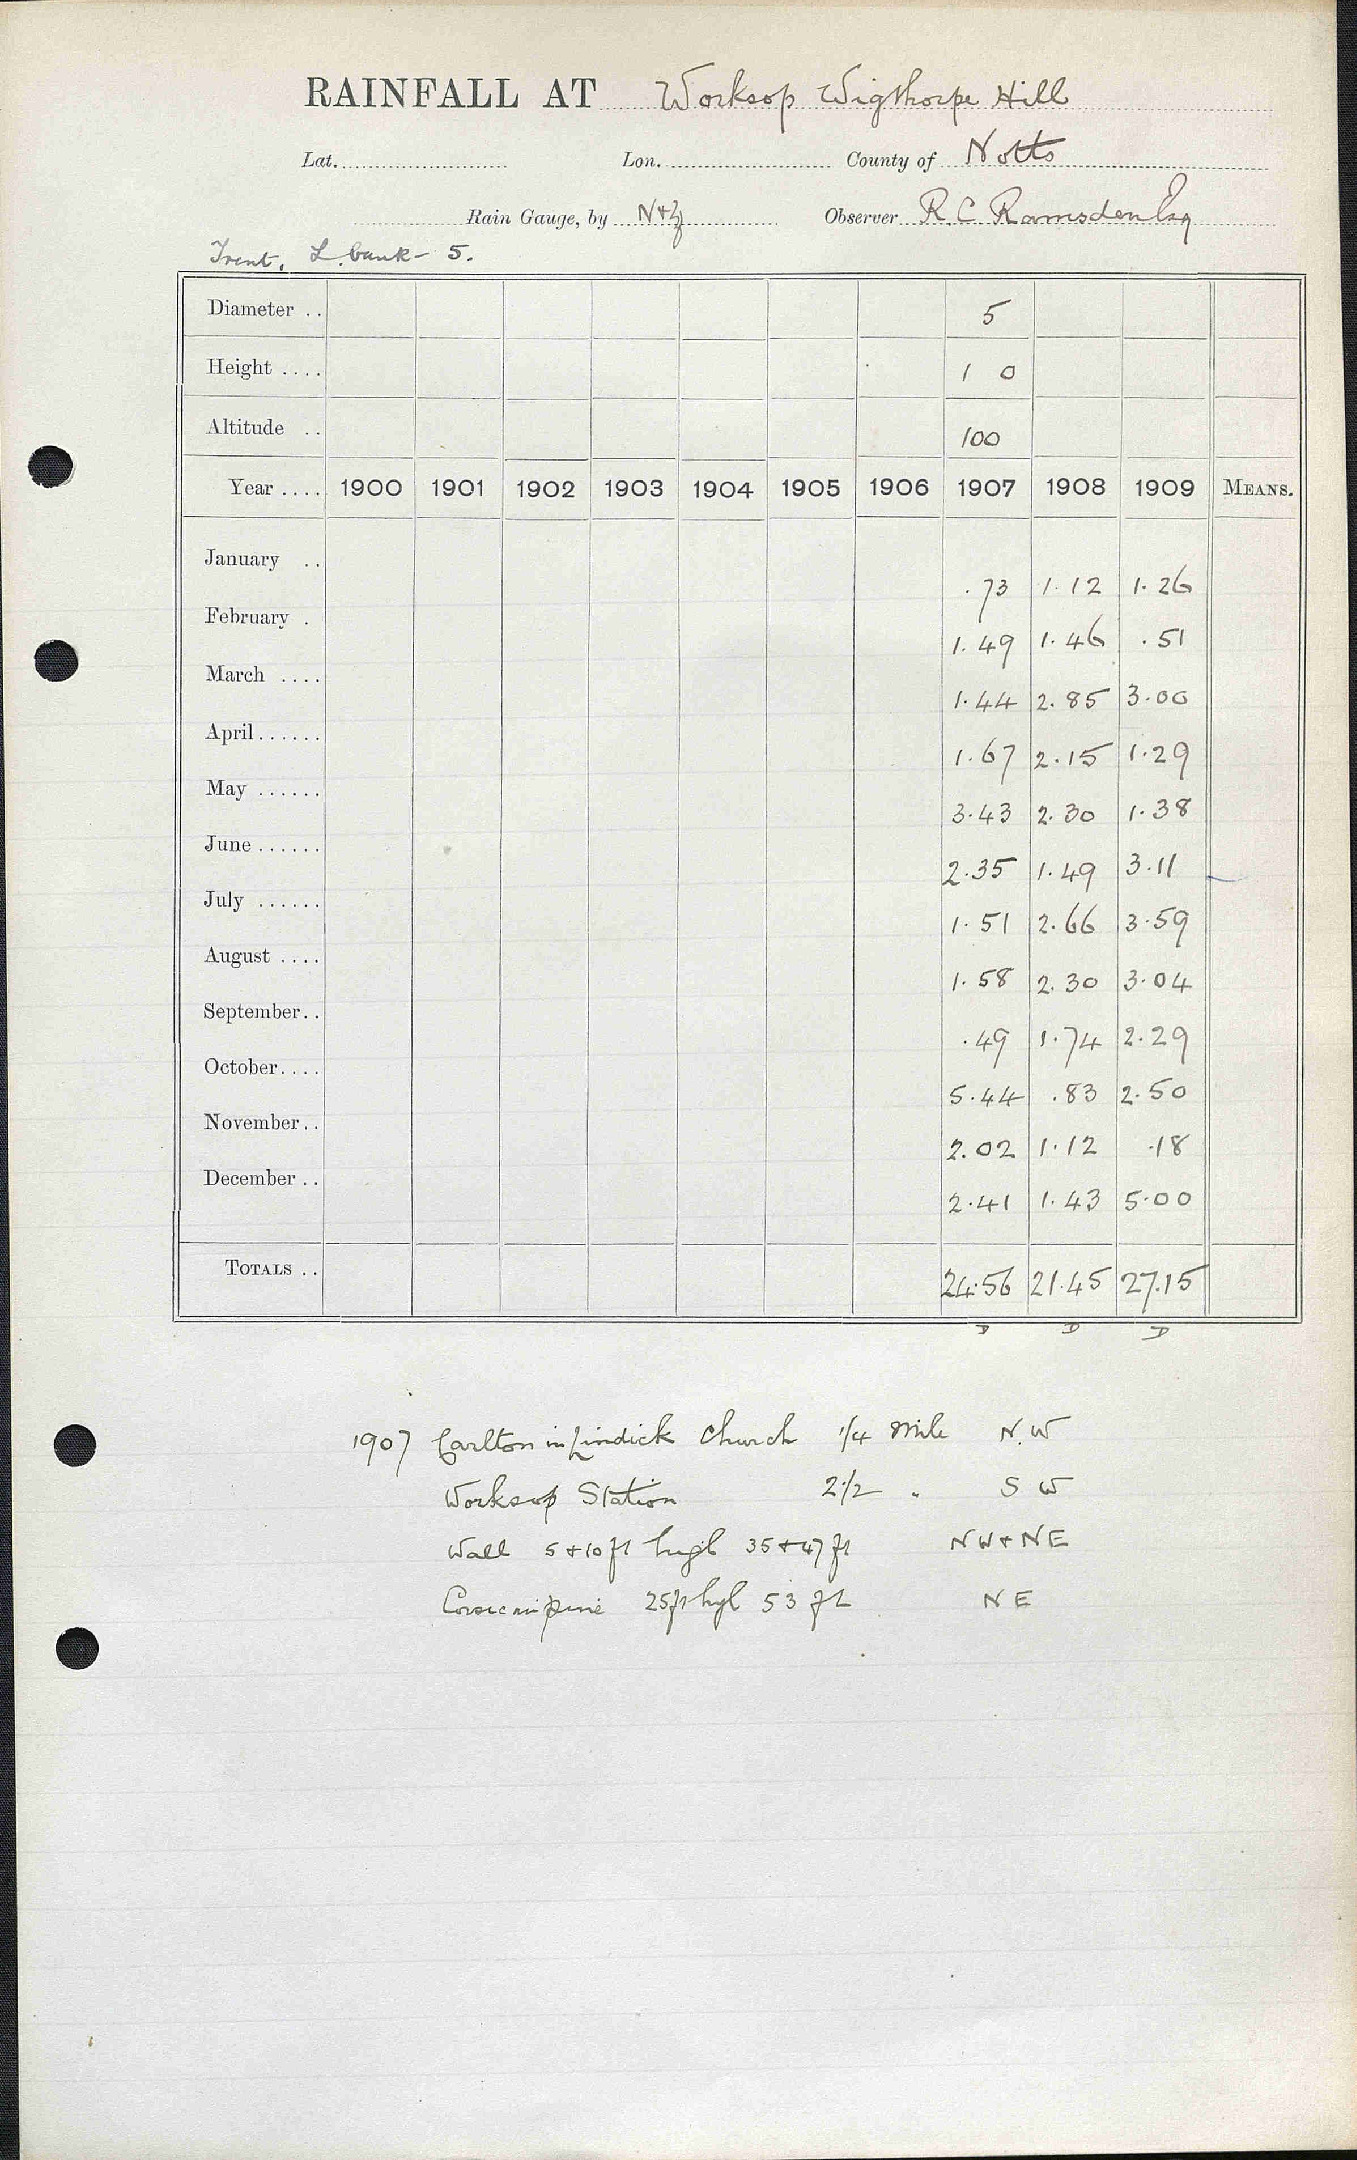 RAINFALL AT Worksop Wigthorpe Hill
Lat. Lon. County of Notts
Rain Gauge, by N+Z Observer R. C. Ramsden Esq
Trent, L. bank - 5.
Diameter .. 5
Height .... 1 0
Altitude .. 100
Year .... 1900 1901 1902 1903 1904 1905 1906 1907 1908 1909 MEANS.
January .. .73 1.12 1.26
February . 1.49 1.46 .51
March .... 1.44 2.85 3.00
April ...... 1.67 2.15 1.29
May ...... 3.43 2.30 1.38
June ...... 2.35 1.49 3.11
July ...... 1.51 2.66 3.59
August .... 1.58 2.30 3.04
September.. .49 1.74 2.29
October.... 5.44 .83 2.50
November.. 2.02 1.12 .18
December .. 2.41 1.43 5.00
TOTALS .. 24.56 21.45 27.15
D D D
1907 Carlton in Lindrick Church 1/4 Mile N.W
Worksop Station 2 1/2 " S W
Wall 5+10 ft high 35+47 ft NW+NE
Corsican pine 25 ft high 53 ft NE